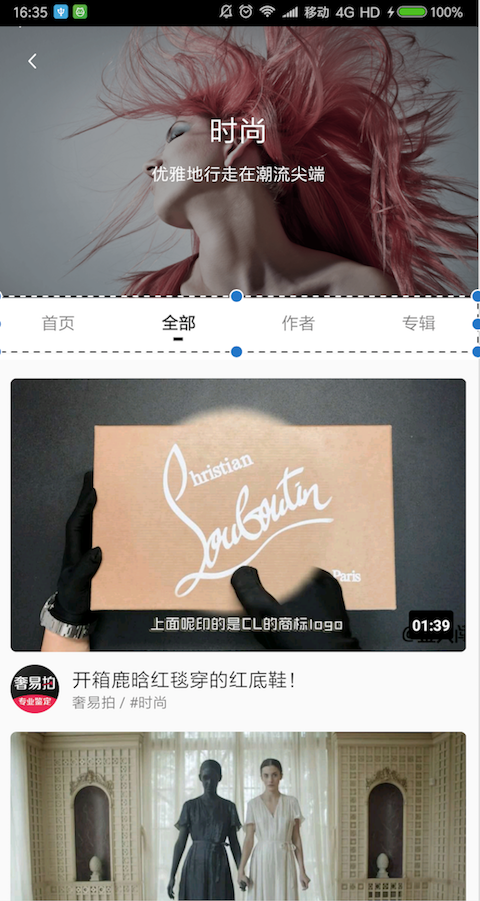 16:35
移动 4G HD 100%
时尚
优雅地行走在潮流尖端
首页 全部 作者 专辑
Christian
Louboutin
Paris
上面呢印的是CL的商标logo
01:39
奢易拍
专业鉴定
开箱鹿晗红毯穿的红底鞋！
奢易拍 / #时尚